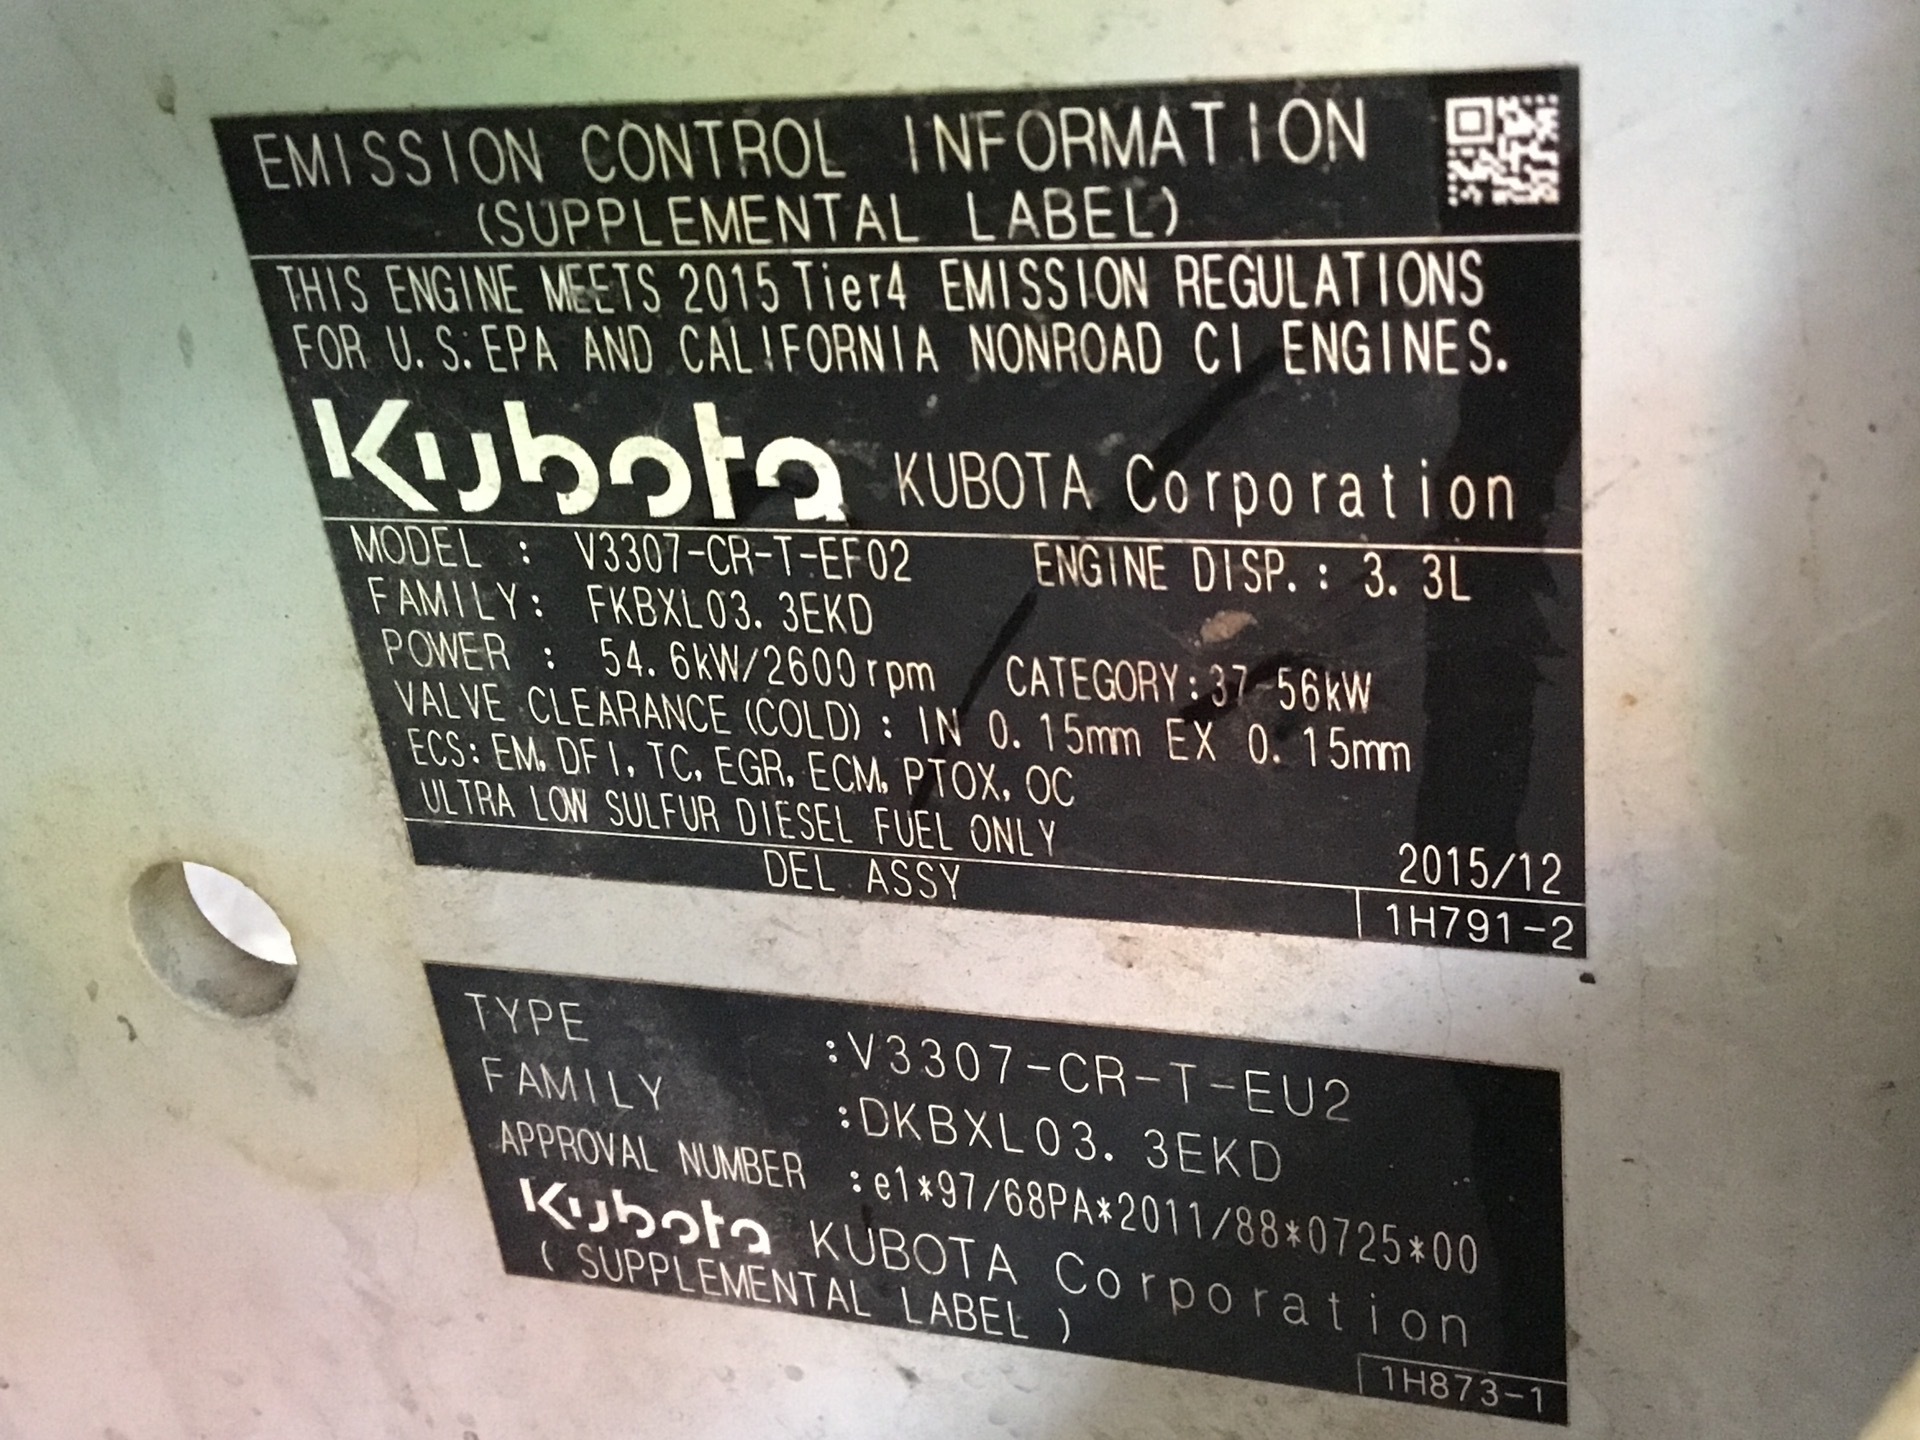 EMISSION CONTROL INFORMATION
(SUPPLEMENTAL LABEL)
THIS ENGINE MEETS 2015 Tier4 EMISSION REGULATIONS
FOR U.S.EPA AND CALIFORNIA NONROAD CI ENGINES.
Kubota KUBOTA Corporation
MODEL : V3307-CR-T-EF02 ENGINE DISP.: 3.3L
FAMILY: FKBXL03.3EKD
POWER : 54.6kW/2600rpm CATEGORY:37-56kW
VALVE CLEARANCE(COLD): IN 0.15mm EX 0.15mm
ECS: EM, DFI, TC, EGR, ECM, PTOX, OC
ULTRA LOW SULFUR DIESEL FUEL ONLY 2015/12
DEL ASSY 1H791-2
TYPE :V3307-CR-T-EU2
FAMILY :DKBXL03.3EKD
APPROVAL NUMBER :e1*97/68PA*2011/88*0725*00
Kubota KUBOTA Corporation
( SUPPLEMENTAL LABEL )
1H873-1